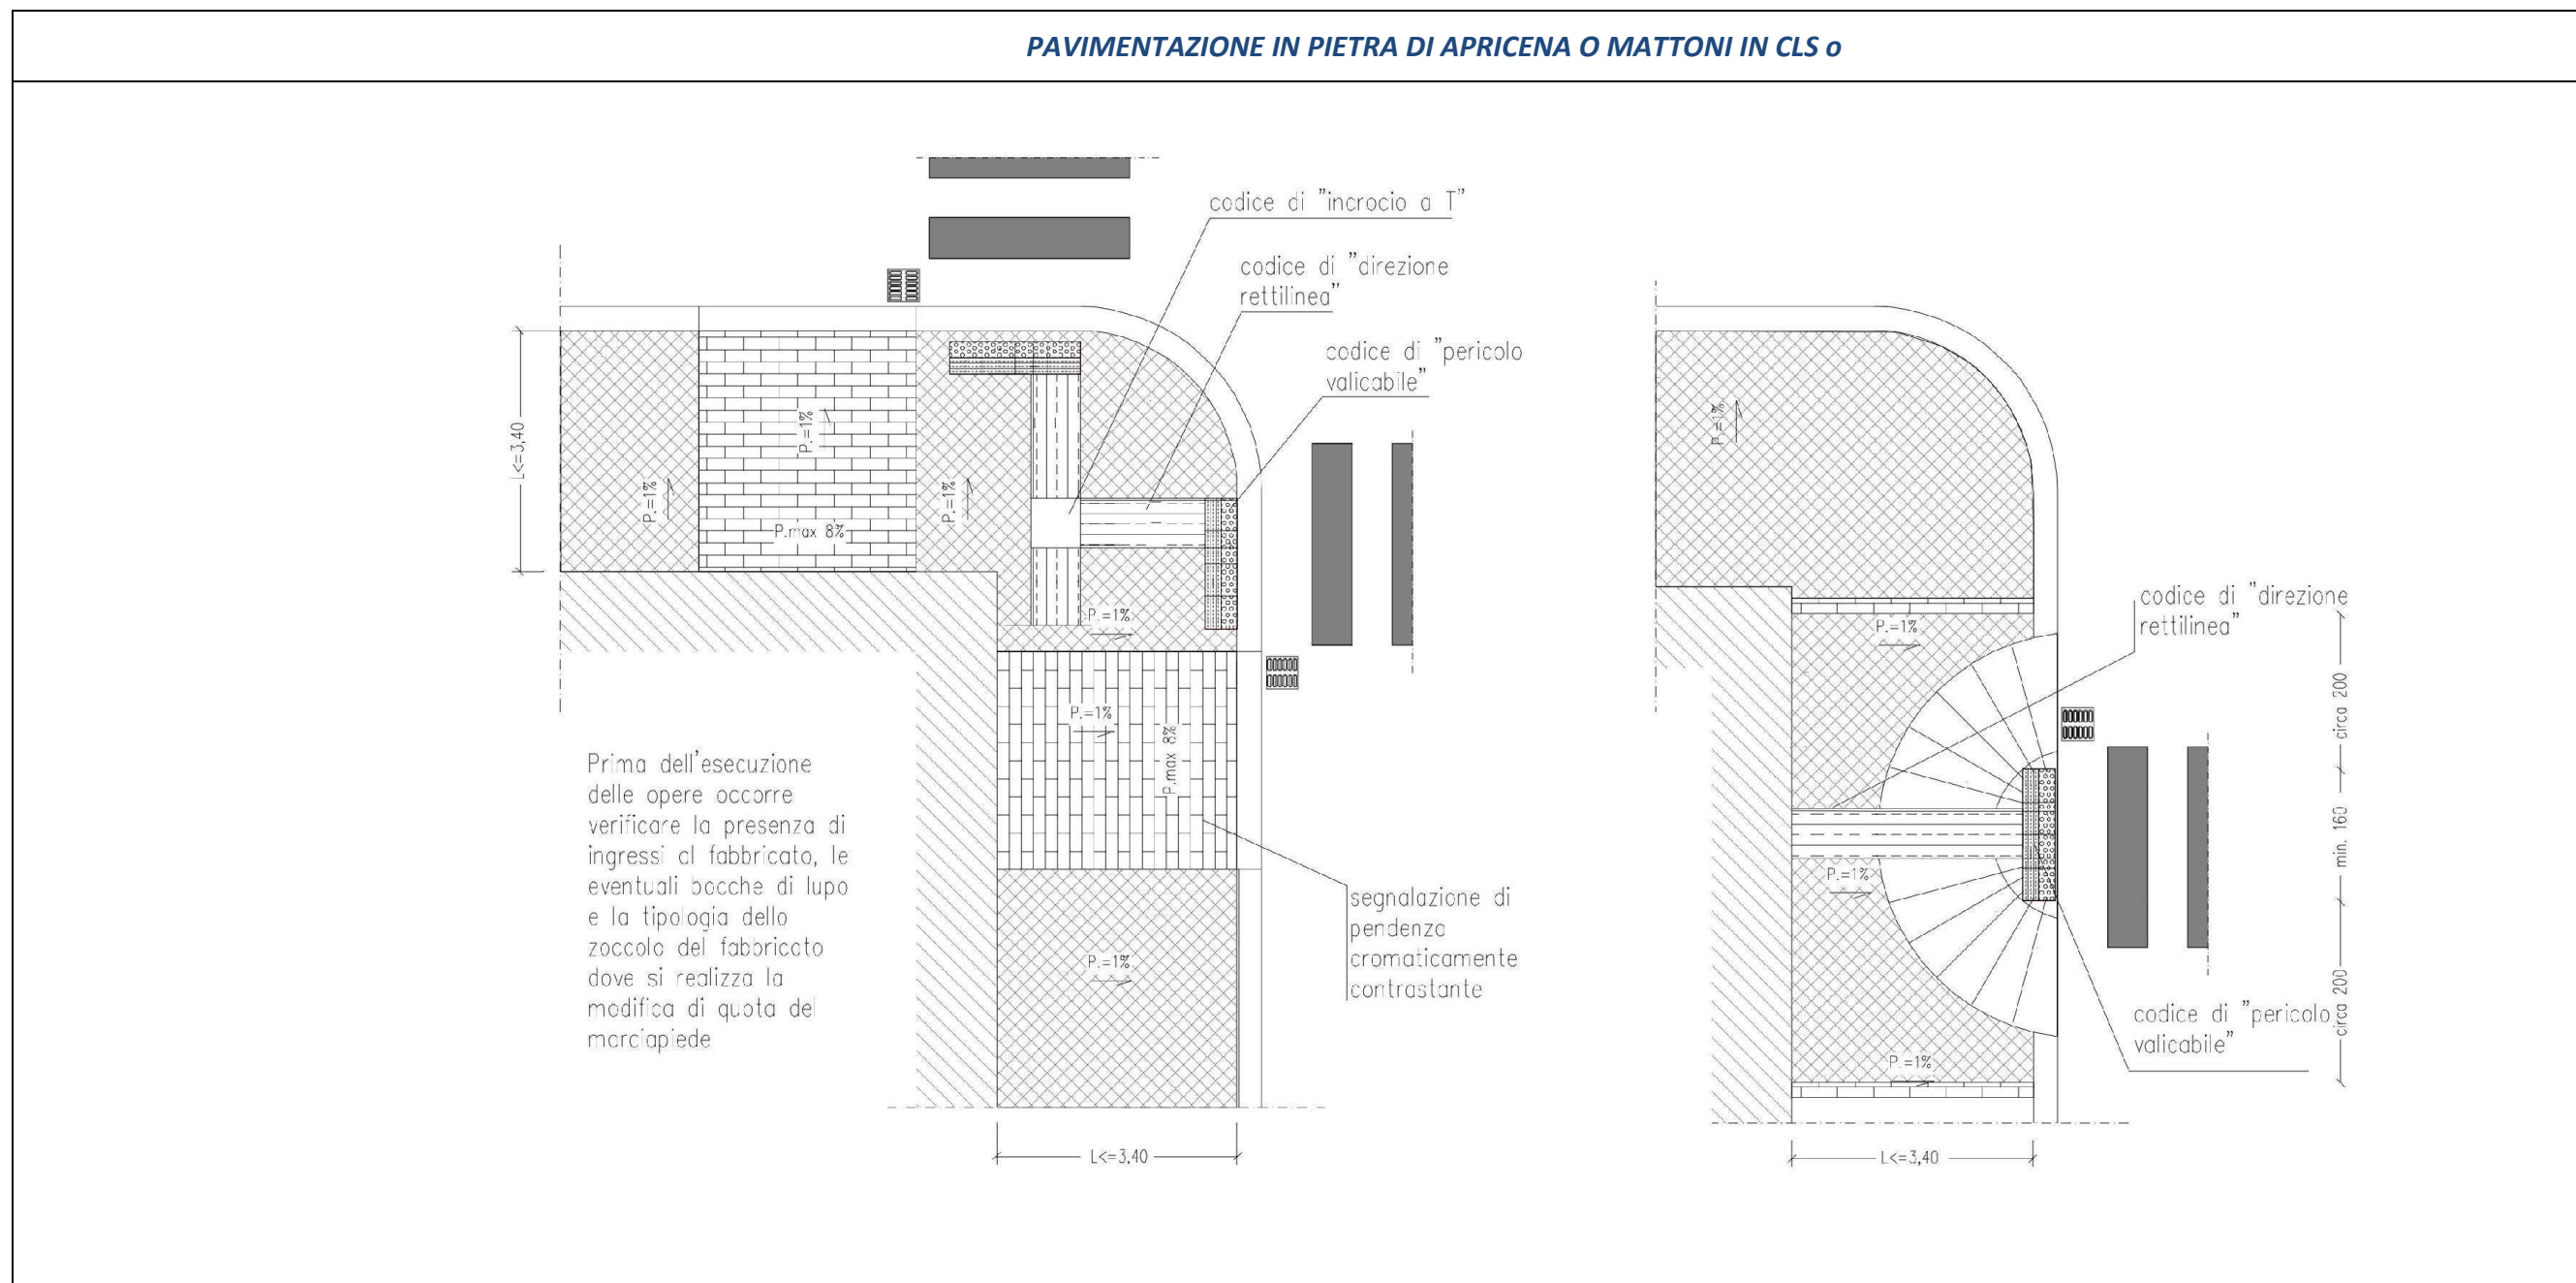 PAVIMENTAZIONE IN PIETRA DI APRICENA O MATTONI IN CLS o
codice di "incrocio a T"
codice di "direzione
rettilinea"
codice di "pericolo
valicabile"
L<=3,40
P.=1%
P.=1%
P.max 8%
P.=1%
P.=1%
P.=1%
P.max 8%
P.=1%
L<=3,40
segnalazione di
pendenza
cromaticamente
contrastante
Prima dell'esecuzione
delle opere occorre
verificare la presenza di
ingressi al fabbricato, le
eventuali bocche di lupo
e la tipologia dello
zoccolo del fabbricato
dove si realizza la
modifica di quota del
marciapiede
P.=1%
P.=1%
P.=1%
P.=1%
codice di "direzione
rettilinea"
circa 200
min. 160
circa 200
codice di "pericolo
valicabile"
L<=3,40